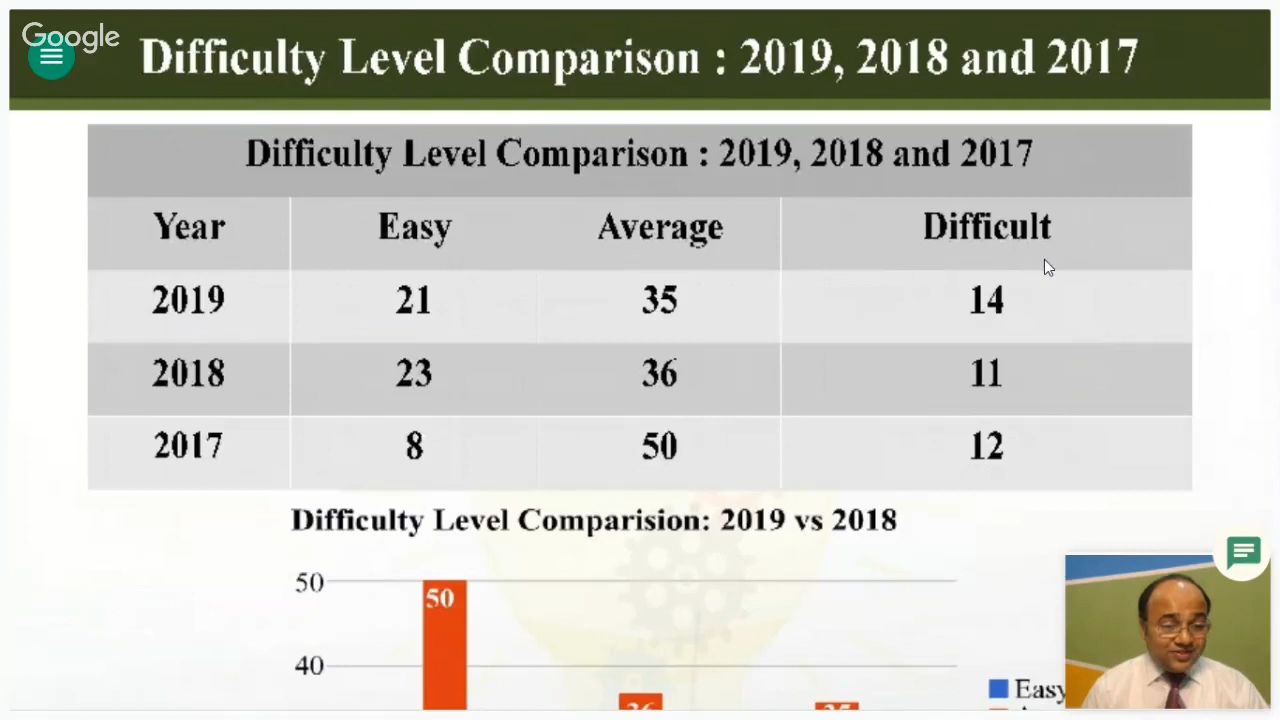 Google
Difficulty Level Comparison : 2019, 2018 and 2017
Difficulty Level Comparison : 2019, 2018 and 2017
Year Easy Average Difficult
2019 21 35 14
2018 23 36 11
2017 8 50 12
Difficulty Level Comparision: 2019 vs 2018
50
50
40
Easy